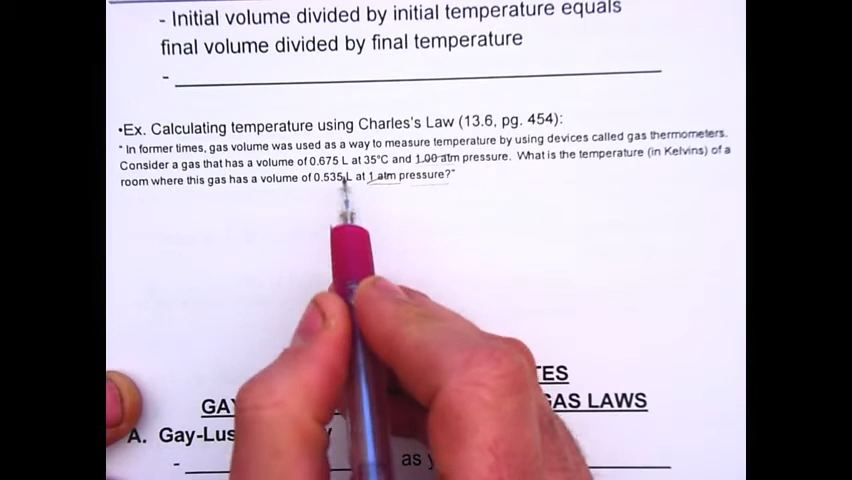 - Initial volume divided by initial temperature equals
final volume divided by final temperature
-
•Ex. Calculating temperature using Charles's Law (13.6, pg. 454):
" In former times, gas volume was used as a way to measure temperature by using devices called gas thermometers.
Consider a gas that has a volume of 0.675 L at 35°C and 1.00 atm pressure. What is the temperature (in Kelvins) of a
room where this gas has a volume of 0.535 L at 1 atm pressure?"
GAS LAWS
A. Gay-Lus
- as